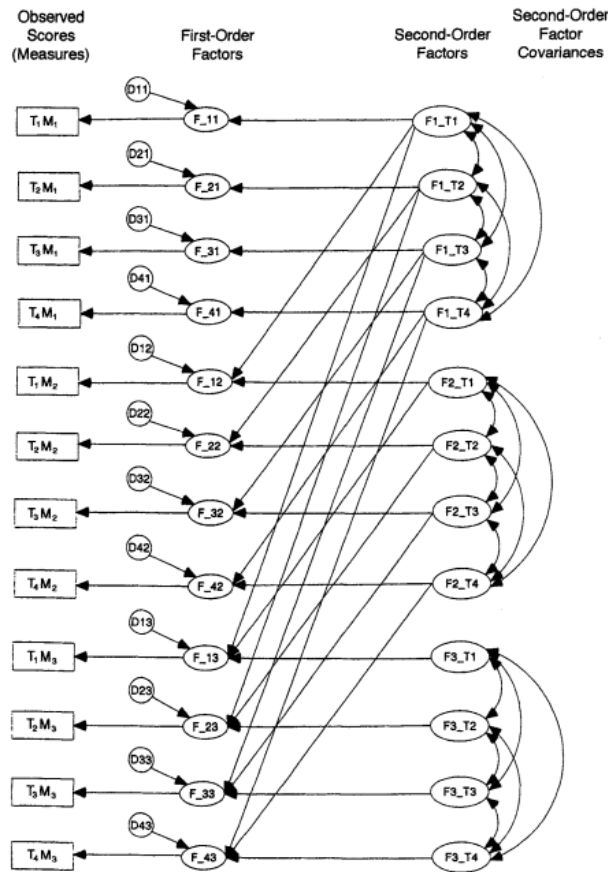 Observed
Scores
(Measures)
First-Order
Factors
Second-Order
Factors
Second-Order
Factor
Covariances
D11
T₁M₁
F_11
F1_T1
D21
T₂M₁
F_21
F1_T2
D31
T₃M₁
F_31
F1_T3
D41
T₄M₁
F_41
F1_T4
D12
T₁M₂
F_12
F2_T1
D22
T₂M₂
F_22
F2_T2
D32
T₃M₂
F_32
F2_T3
D42
T₄M₂
F_42
F2_T4
D13
T₁M₃
F_13
F3_T1
D23
T₂M₃
F_23
F3_T2
D33
T₃M₃
F_33
F3_T3
D43
T₄M₃
F_43
F3_T4